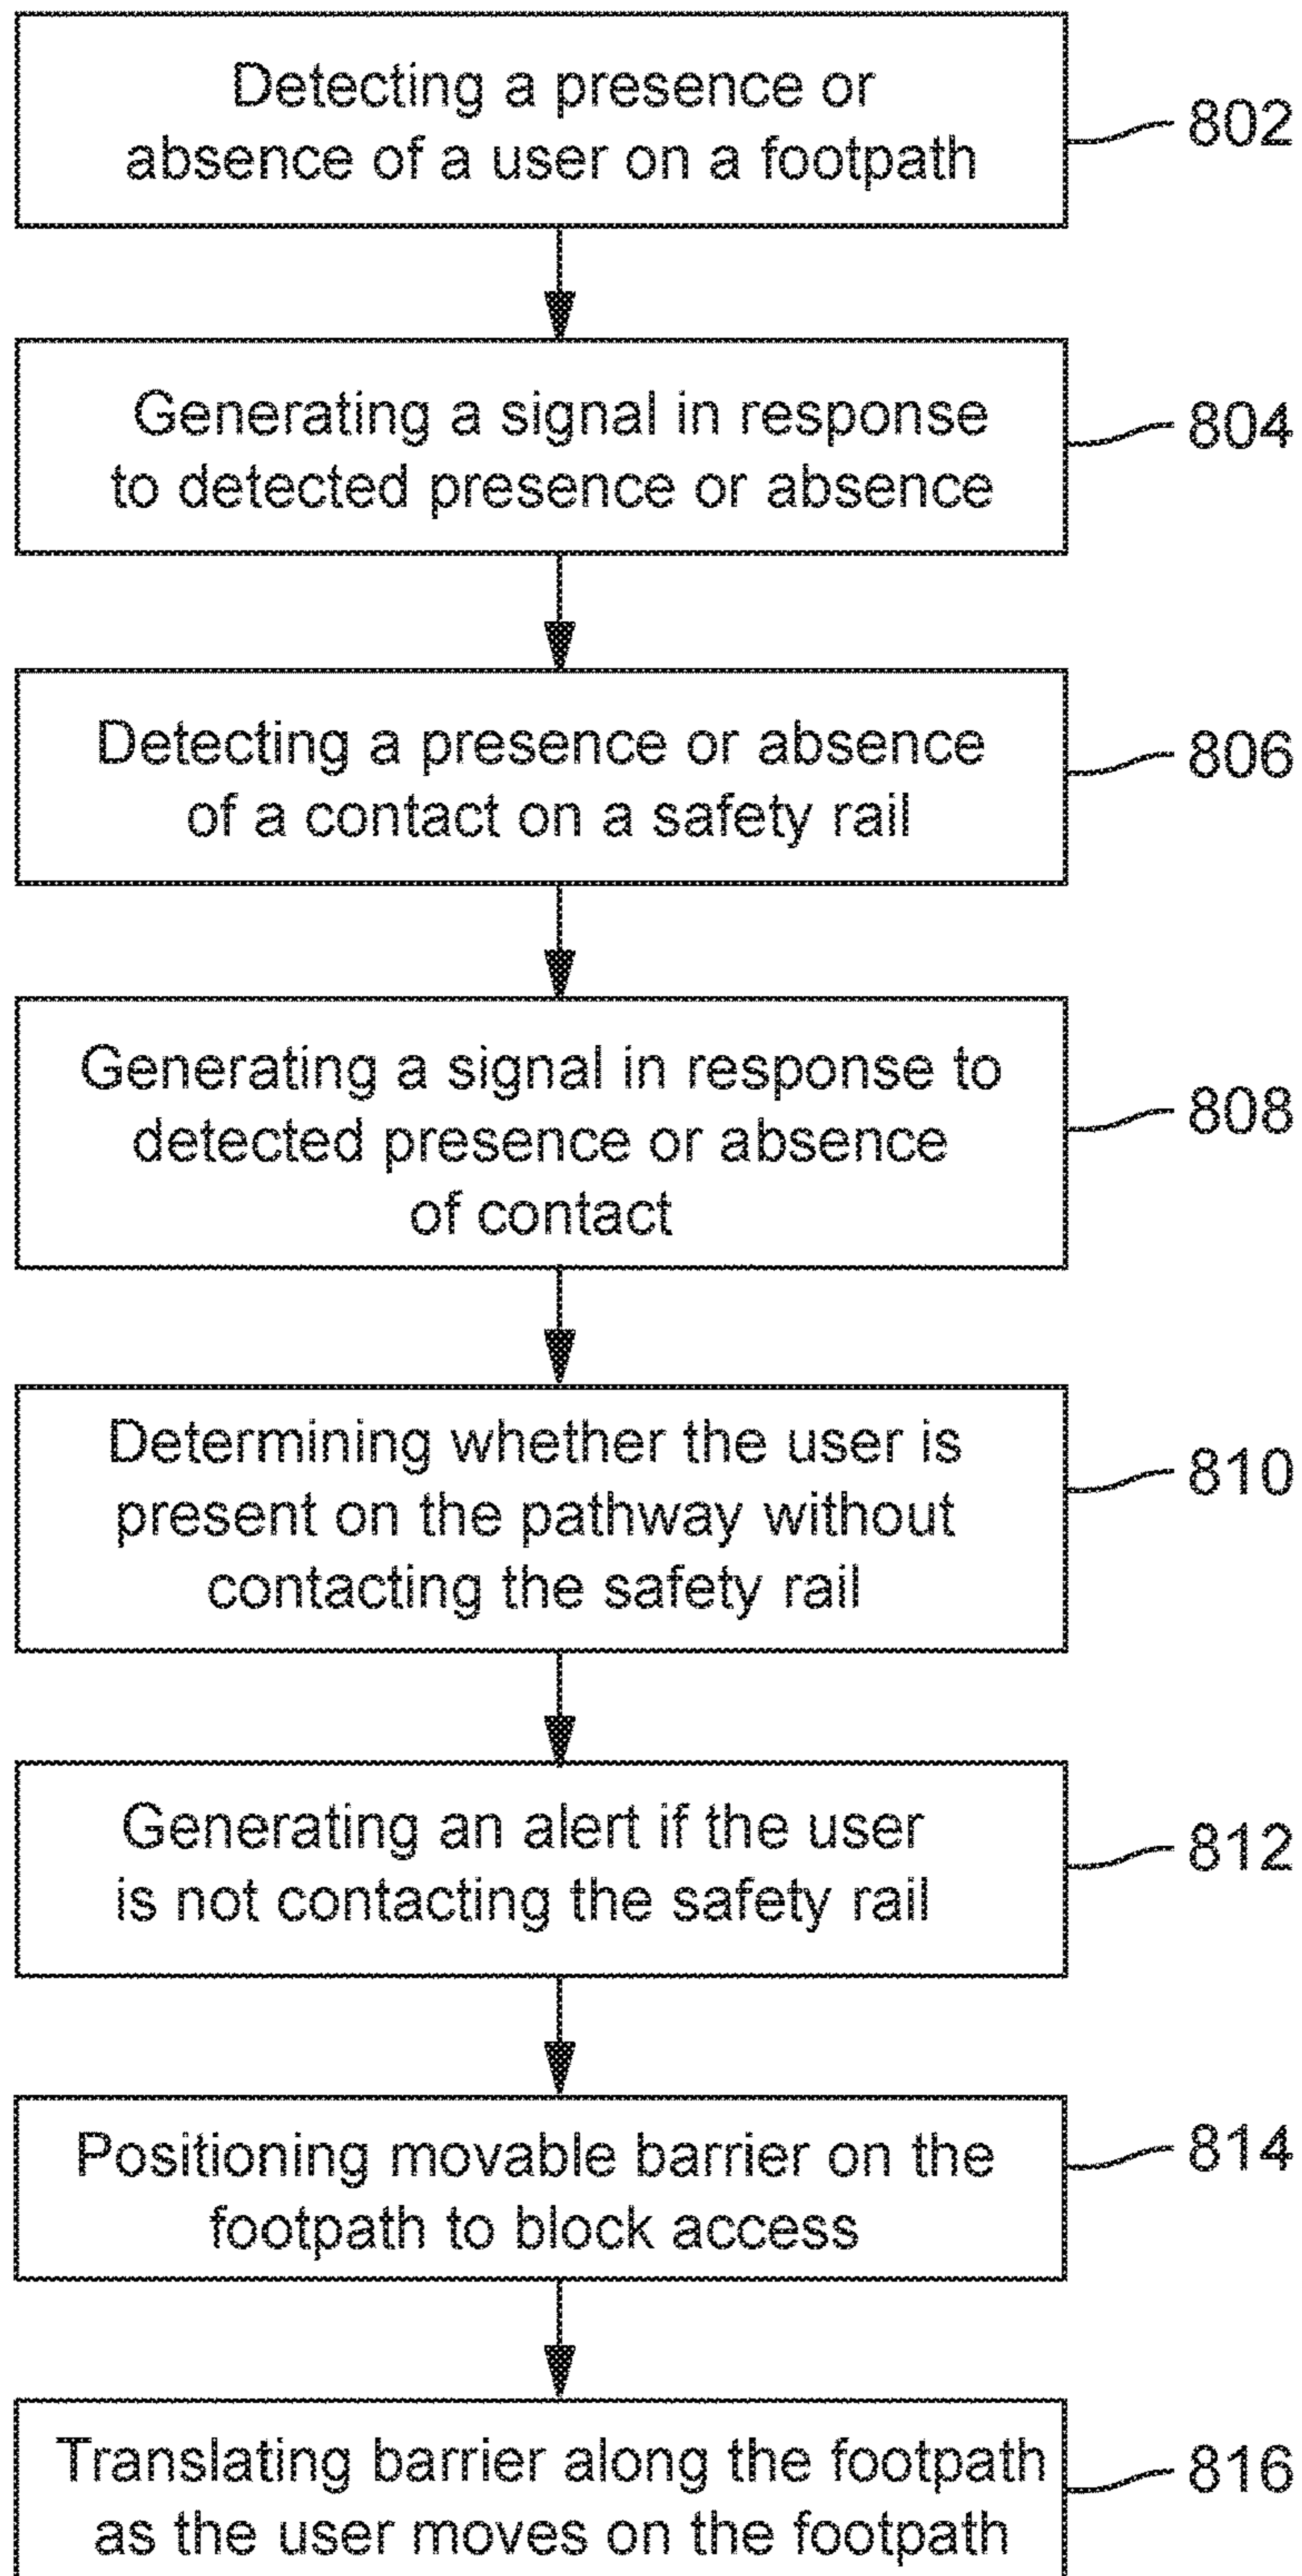 Detecting a presence or
absence of a user on a footpath
802
Generating a signal in response
to detected presence or absence
804
Detecting a presence or absence
of a contact on a safety rail
806
Generating a signal in response to
detected presence or absence
of contact
808
Determining whether the user is
present on the pathway without
contacting the safety rail
810
Generating an alert if the user
is not contacting the safety rail
812
Positioning movable barrier on the
footpath to block access
814
Translating barrier along the footpath
as the user moves on the footpath
816